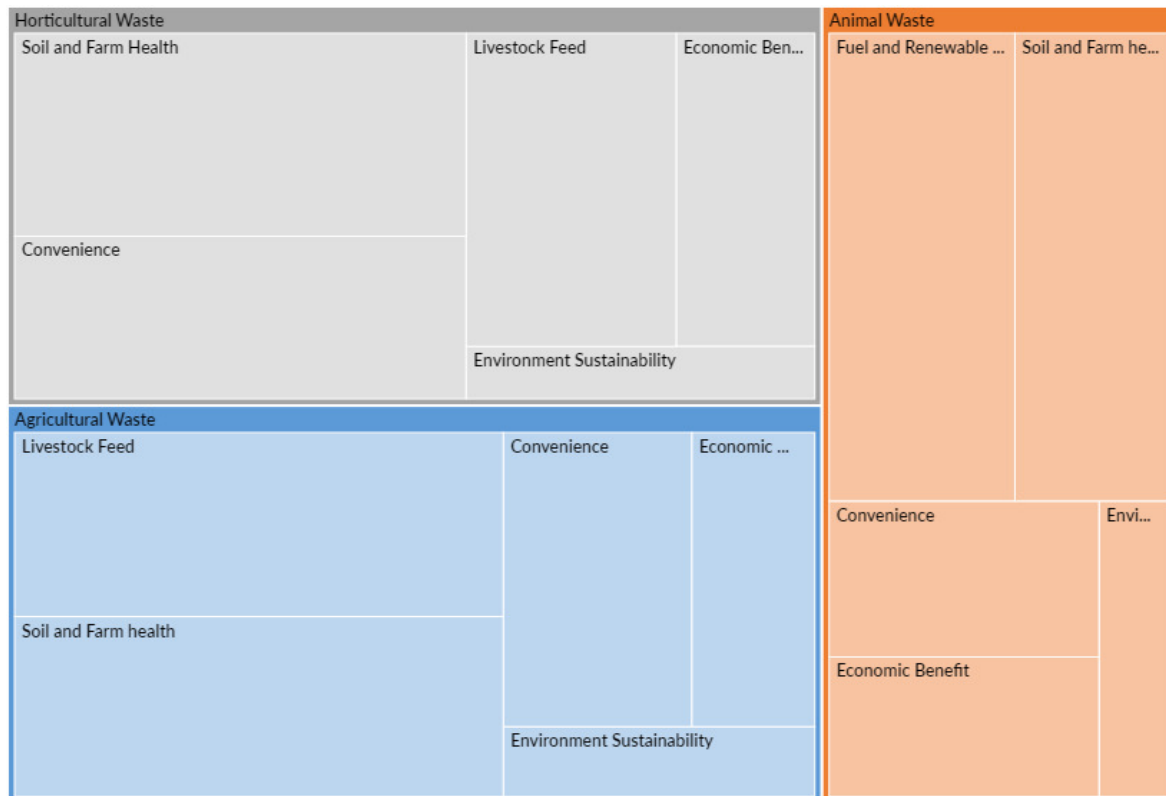 Horticultural Waste
Soil and Farm Health
Livestock Feed
Economic Ben...
Convenience
Environment Sustainability
Agricultural Waste
Livestock Feed
Convenience
Economic ...
Soil and Farm health
Environment Sustainability
Animal Waste
Fuel and Renewable ...
Soil and Farm he...
Convenience
Envi...
Economic Benefit